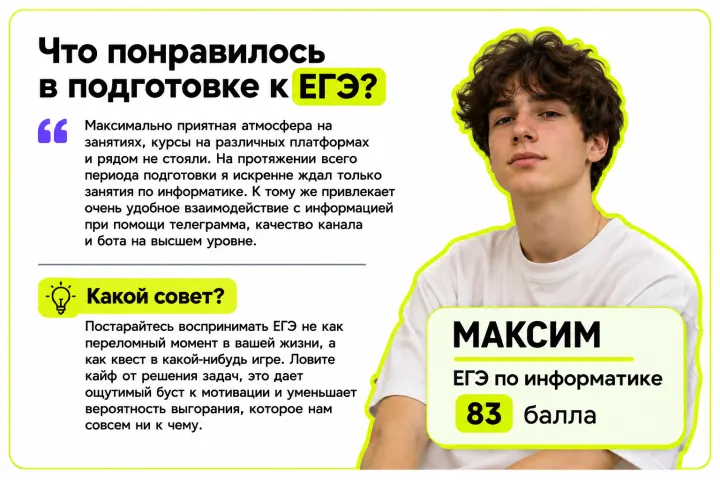 Что понравилось
в подготовке к ЕГЭ?
Максимально приятная атмосфера на
занятиях, курсы на различных платформах
и рядом не стояли. На протяжении всего
периода подготовки я искренне ждал только
занятия по информатике. К тому же привлекает
очень удобное взаимодействие с информацией
при помощи телеграмма, качество канала
и бота на высшем уровне.
Какой совет?
Постарайтесь воспринимать ЕГЭ не как
переломный момент в вашей жизни, а
как квест в какой-нибудь игре. Ловите
кайф от решения задач, это дает
ощутимый буст к мотивации и уменьшает
вероятность выгорания, которое нам
совсем ни к чему.
МАКСИМ
ЕГЭ по информатике
83 балла